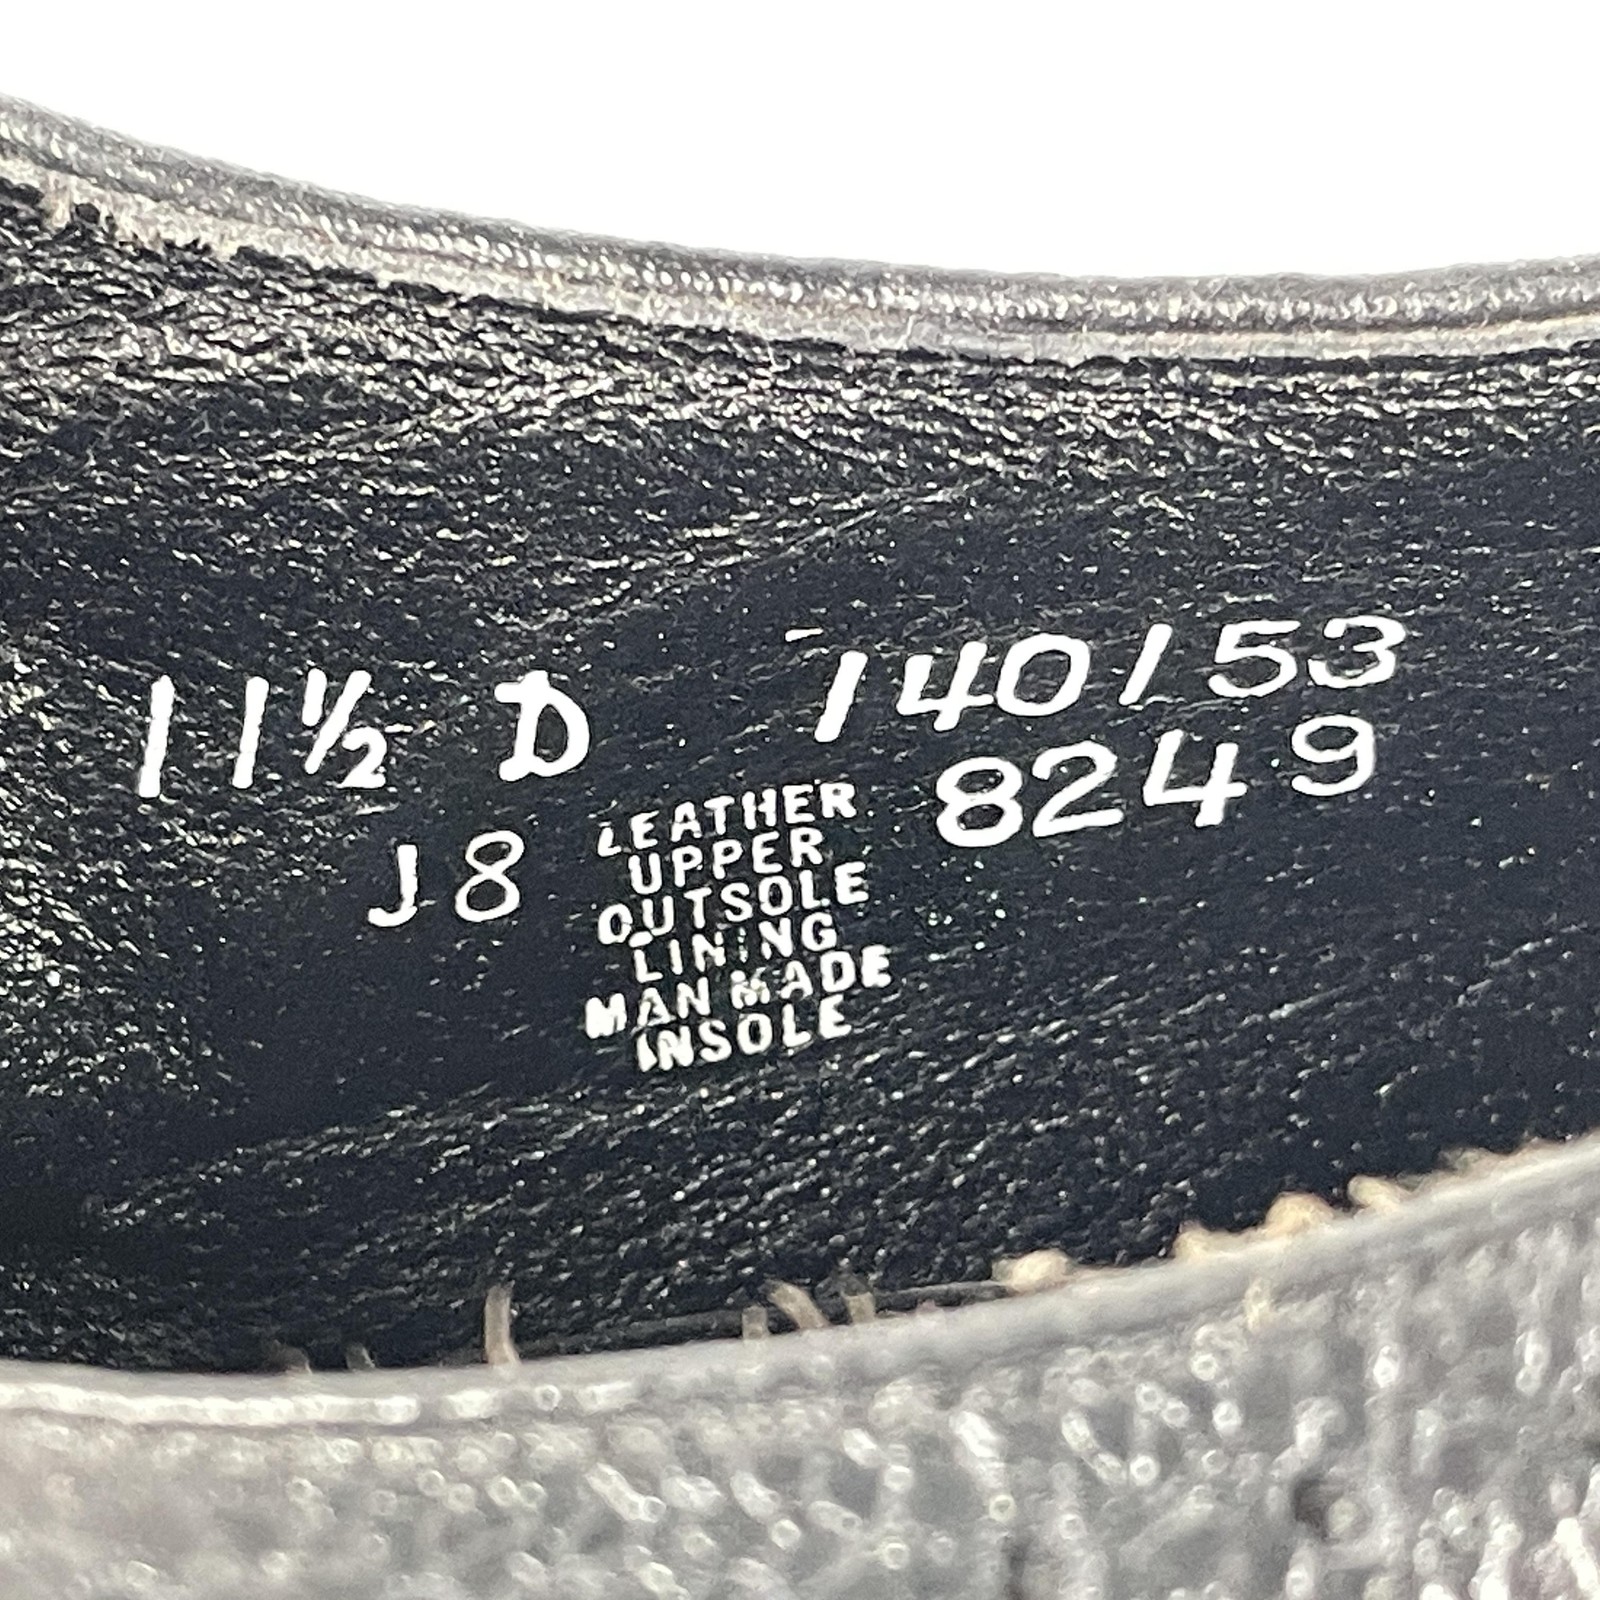 11½ D 140153
J8 8249
LEATHER
UPPER
OUTSOLE
LINING
MAN MADE
INSOLE